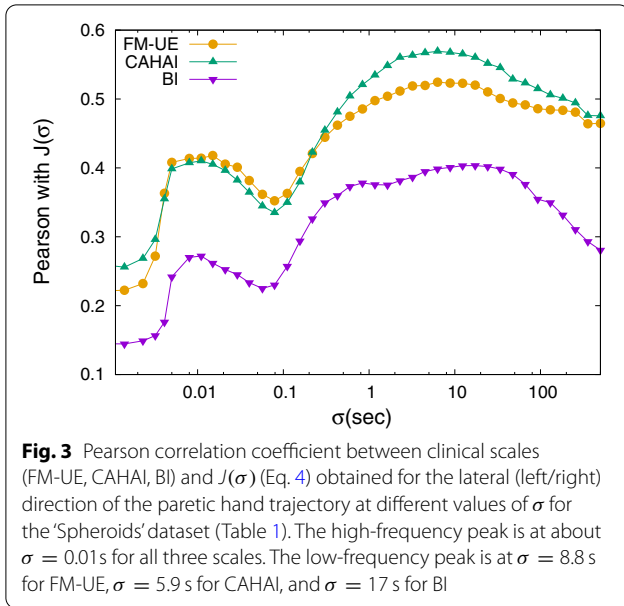 0.6
0.5
0.4
0.3
0.2
0.1
Pearson with J(σ)
FM-UE
CAHAI
BI
0.01 0.1 1 10 100
σ(sec)
Fig. 3 Pearson correlation coefficient between clinical scales
(FM-UE, CAHAI, BI) and J(σ) (Eq. 4) obtained for the lateral (left/right)
direction of the paretic hand trajectory at different values of σ for
the 'Spheroids' dataset (Table 1). The high-frequency peak is at about
σ = 0.01s for all three scales. The low-frequency peak is at σ = 8.8 s
for FM-UE, σ = 5.9 s for CAHAI, and σ = 17 s for BI